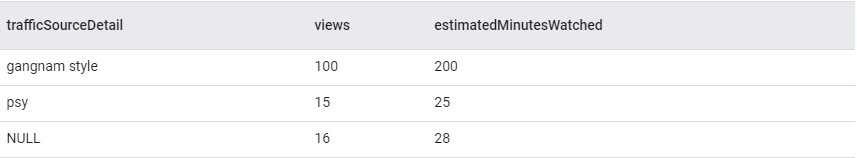 trafficSourceDetail views estimatedMinutesWatched
gangnam style 100 200
psy 15 25
NULL 16 28